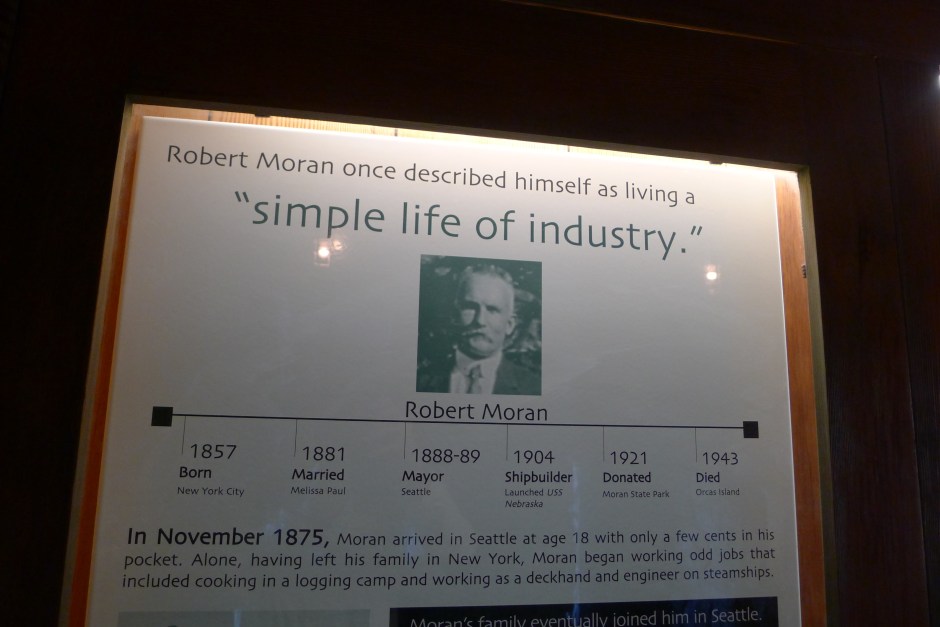 Robert Moran once described himself as living a
“simple life of industry.”
Robert Moran
1857 1881 1888-89 1904 1921 1943
Born Married Mayor Shipbuilder Donated Died
New York City Melissa Paul Seattle Launched USS Moran State Park Orcas Island
Nebraska
In November 1875, Moran arrived in Seattle at age 18 with only a few cents in his
pocket. Alone, having left his family in New York, Moran began working odd jobs that
included cooking in a logging camp and working as a deckhand and engineer on steamships.
Moran's family eventually joined him in Seattle.